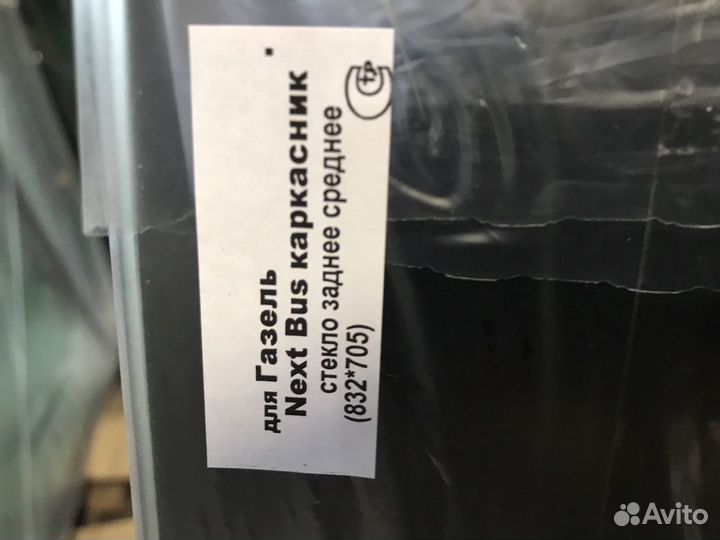 для Газель
Next Bus каркасник
стекло заднее среднее
(832*705)
Avito